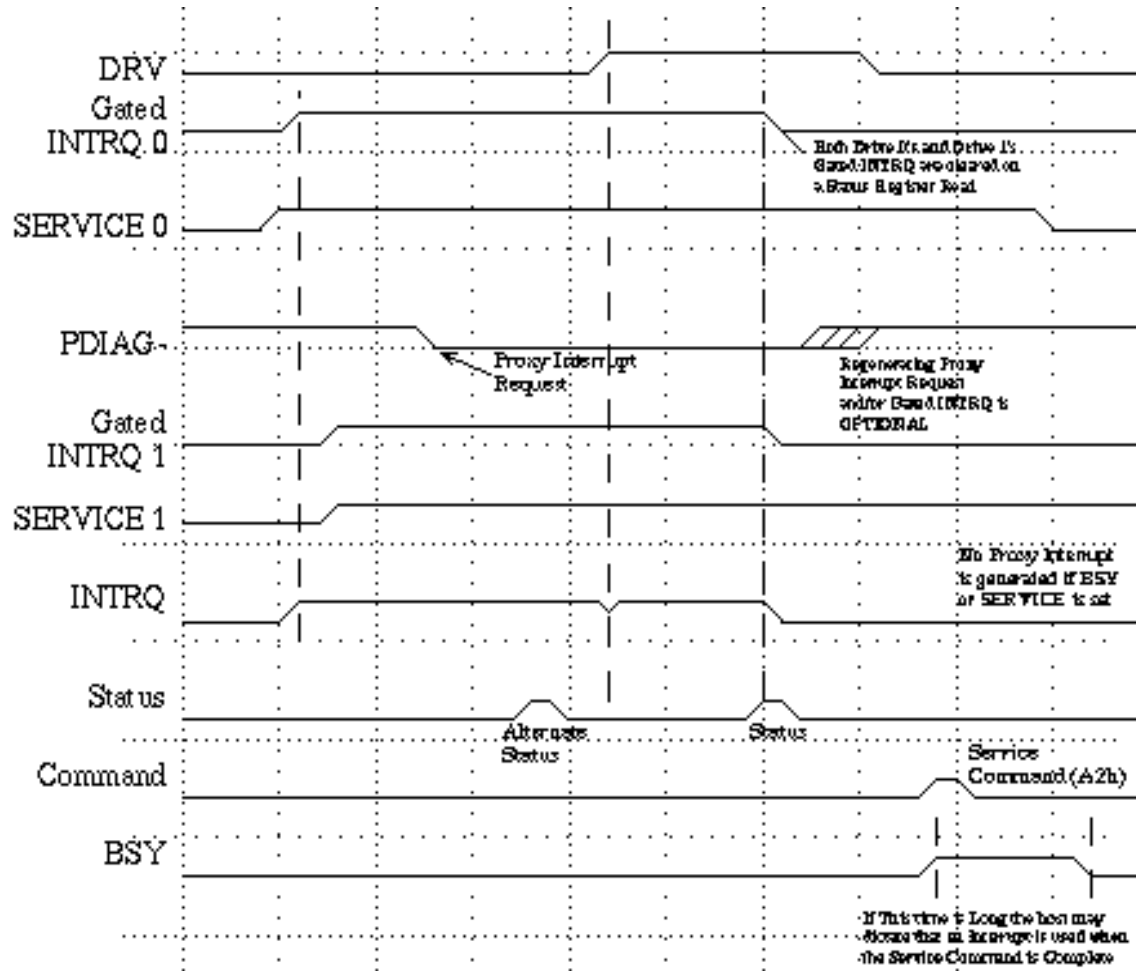 DRV
Gated
INTRQ 0
Both Drive 0's and Drive 1's
Gated INTRQ are cleared on
a Status Register Read
SERVICE 0
PDIAG-
Proxy Interrupt
Request
Regenerating Proxy
Interrupt Request
and/or Gated INTRQ is
OPTIONAL
Gated
INTRQ 1
SERVICE 1
No Proxy Interrupt
is generated if BSY
or SERVICE is set
INTRQ
Status
Alternate
Status
Status
Command
Service
Command (A2h)
BSY
If This time is Long the host may
that an Interrupt is used when
the Service Command is Complete